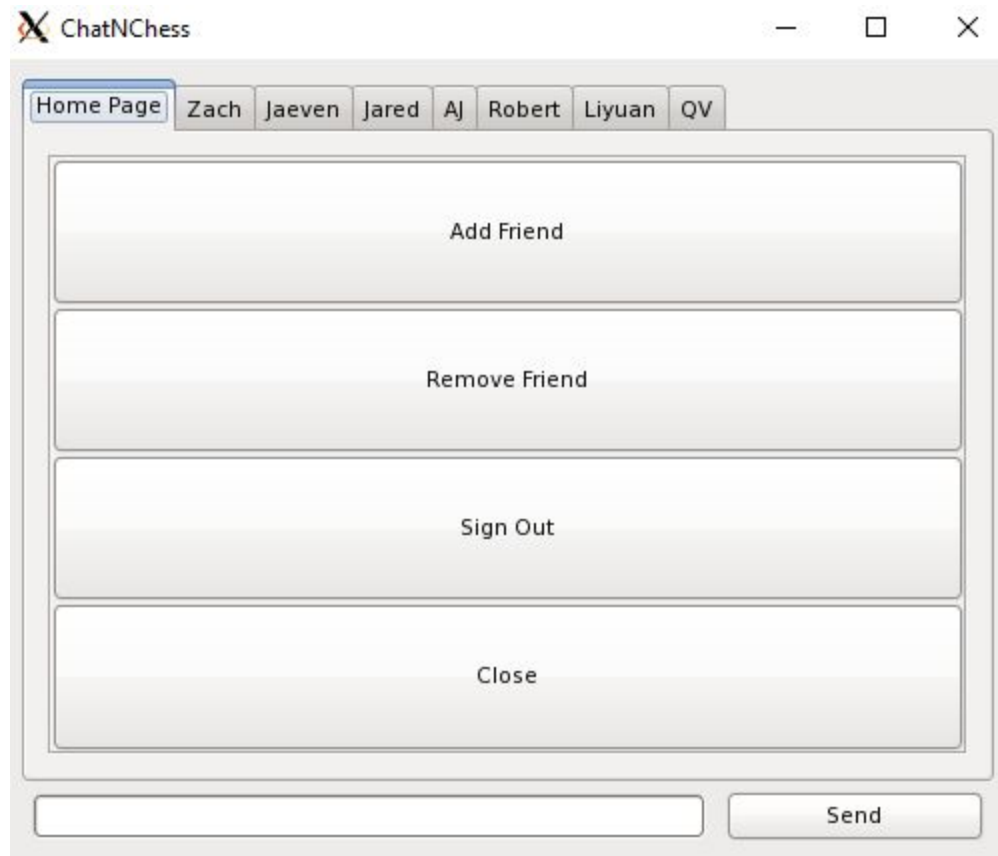 ChatNChess
Home Page Zach Jaeven Jared AJ Robert Liyuan QV
Add Friend
Remove Friend
Sign Out
Close
Send